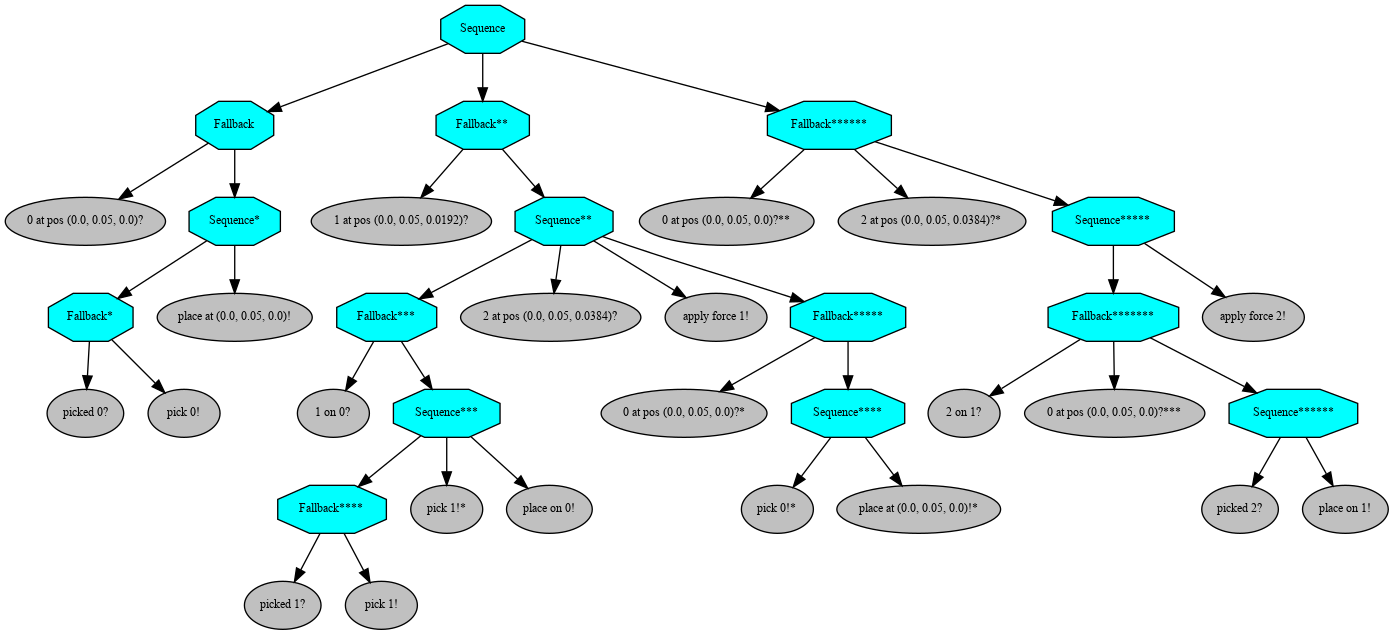 Sequence
Fallback
Fallback**
Fallback******
0 at pos (0.0, 0.05, 0.0)?
Sequence*
1 at pos (0.0, 0.05, 0.0192)?
Sequence**
0 at pos (0.0, 0.05, 0.0)?**
2 at pos (0.0, 0.05, 0.0384)?*
Sequence*****
Fallback*
place at (0.0, 0.05, 0.0)!
Fallback***
2 at pos (0.0, 0.05, 0.0384)?
apply force 1!
Fallback*****
Fallback*******
apply force 2!
picked 0?
pick 0!
1 on 0?
Sequence***
0 at pos (0.0, 0.05, 0.0)?*
Sequence****
2 on 1?
0 at pos (0.0, 0.05, 0.0)?***
Sequence******
Fallback****
pick 1!*
place on 0!
pick 0!*
place at (0.0, 0.05, 0.0)!*
picked 2?
place on 1!
picked 1?
pick 1!